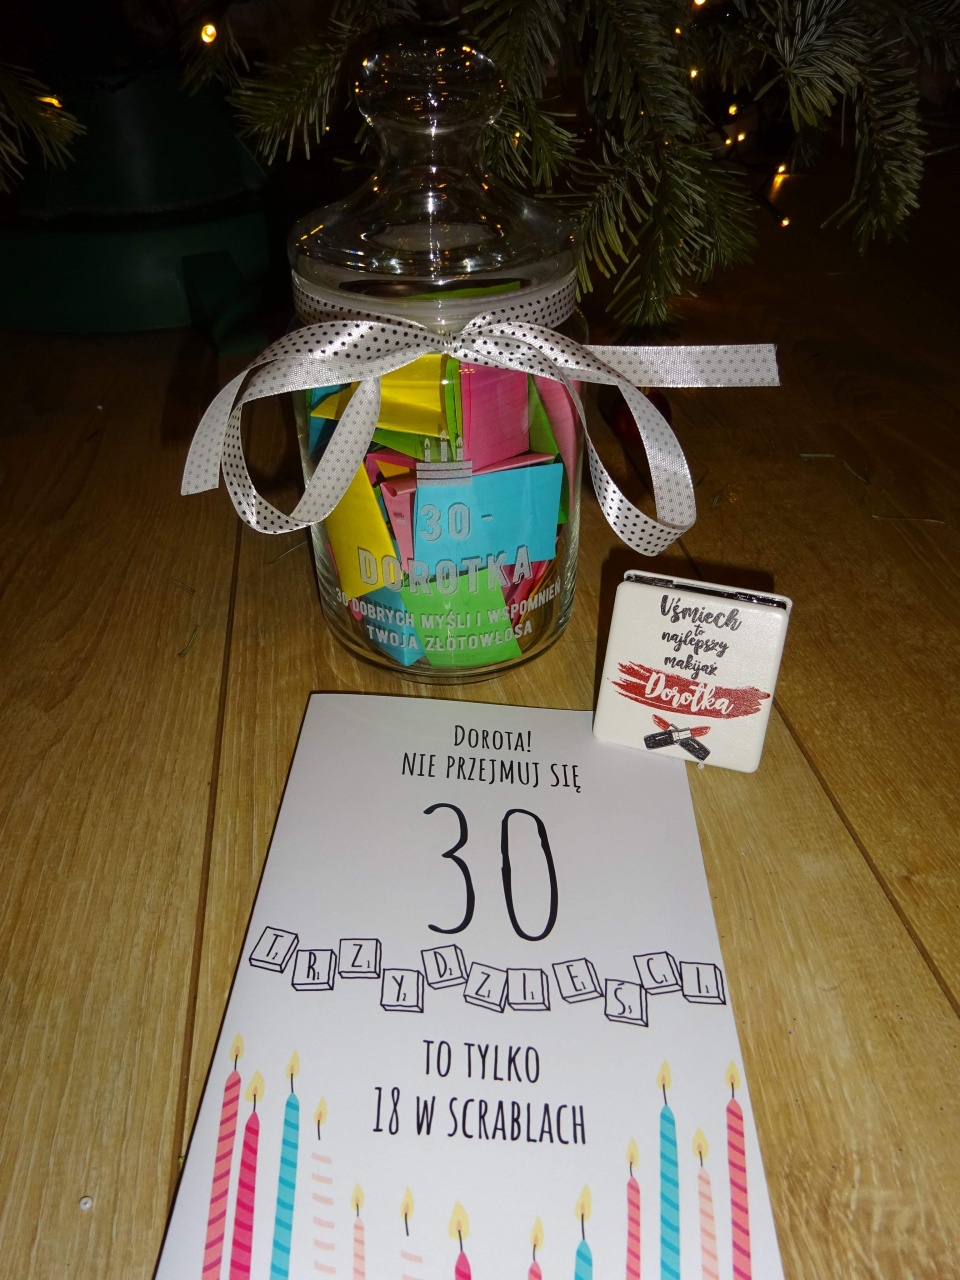 30 -
DOROTKA
30 DOBRYCH MYŚLI I WSPOMNIEŃ
TWOJA ZŁOTOWŁOSA
Uśmiech
to
najlepszy
makijaż
Dorotka
DOROTA!
NIE PRZEJMUJ SIĘ
30
TRZYDZIEŚCI
TO TYLKO
18 W SCRABLACH